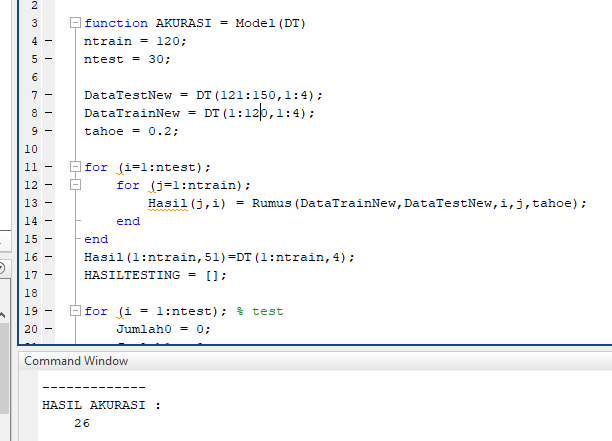 2
3 function AKURASI = Model(DT)
4 - ntrain = 120;
5 - ntest = 30;
6
7 - DataTestNew = DT(121:150,1:4);
8 - DataTrainNew = DT(1:120,1:4);
9 - tahoe = 0.2;
10
11 - for (i=1:ntest);
12 - for (j=1:ntrain);
13 - Hasil(j,i) = Rumus(DataTrainNew,DataTestNew,i,j,tahoe);
14 - end
15 - end
16 - Hasil(1:ntrain,51)=DT(1:ntrain,4);
17 - HASILTESTING = [];
18
19 - for (i = 1:ntest); % test
20 - Jumlah0 = 0;
Command Window
-------------
HASIL AKURASI :
26